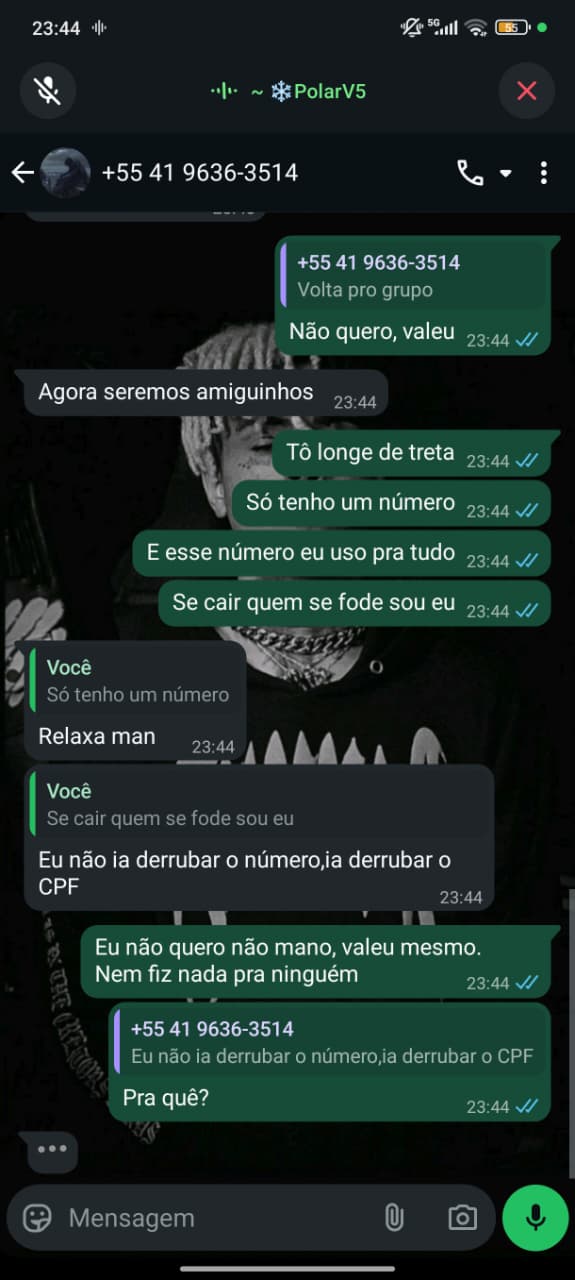 23:44
5G
55
~ ❄️PolarV5
+55 41 9636-3514
+55 41 9636-3514
Volta pro grupo
Não quero, valeu 23:44
Agora seremos amiguinhos 23:44
Tô longe de treta 23:44
Só tenho um número 23:44
E esse número eu uso pra tudo 23:44
Se cair quem se fode sou eu 23:44
Você
Só tenho um número
Relaxa man 23:44
Você
Se cair quem se fode sou eu
Eu não ia derrubar o número,ia derrubar o
CPF 23:44
Eu não quero não mano, valeu mesmo.
Nem fiz nada pra ninguém 23:44
+55 41 9636-3514
Eu não ia derrubar o número,ia derrubar o CPF
Pra quê? 23:44
Mensagem